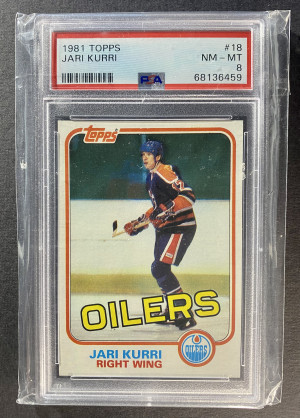 1981 TOPPS #18
JARI KURRI NM - MT
8
PSA 68136459
Topps
OILERS
JARI KURRI
RIGHT WING
OILERS